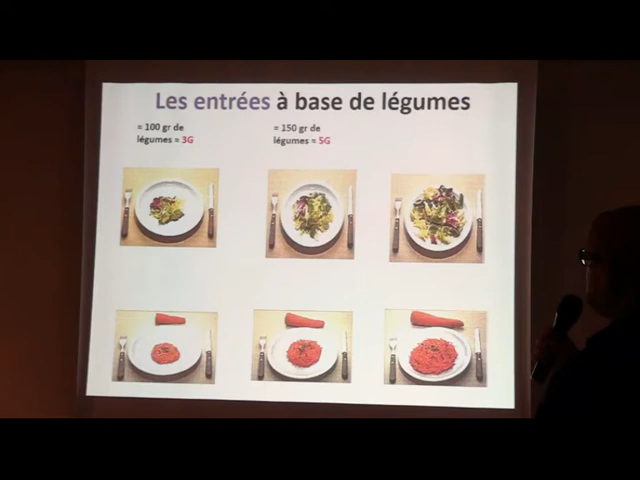 Les entrées à base de légumes
= 100 gr de
légumes = 3G
= 150 gr de
légumes = 5G